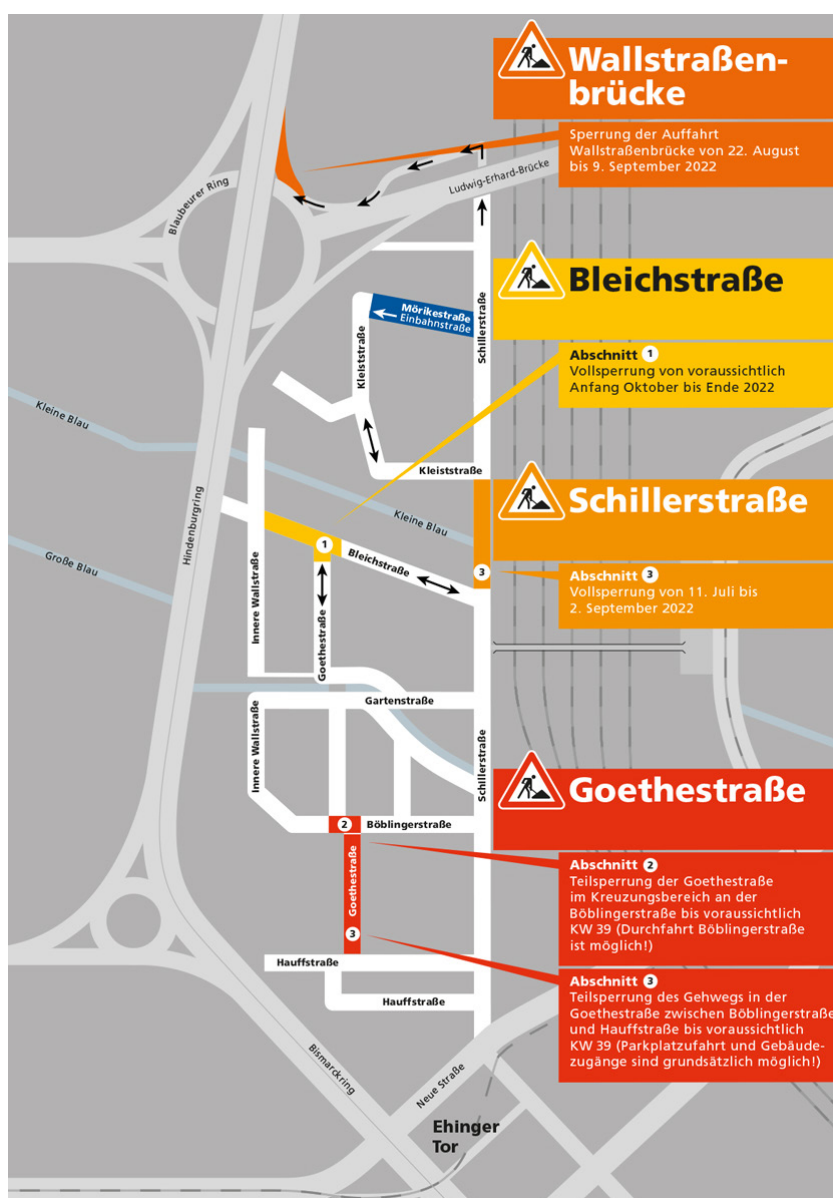 Wallstraßen-
brücke
Sperrung der Auffahrt
Wallstraßenbrücke von 22. August
bis 9. September 2022
Ludwig-Erhard-Brücke
Blaubeurer Ring
Bleichstraße
Mörikestraße
Einbahnstraße
Schillerstraße
Kleiststraße
Abschnitt 1
Vollsperrung von voraussichtlich
Anfang Oktober bis Ende 2022
Kleine Blau
Kleiststraße
Schillerstraße
Hindenburgring
Kleine Blau
1
Bleichstraße
Große Blau
3
Abschnitt 3
Vollsperrung von 11. Juli bis
2. September 2022
Innere Wallstraße
Goethestraße
Gartenstraße
Innere Wallstraße
Schillerstraße
Goethestraße
2
Böblingerstraße
Goethestraße
3
Abschnitt 2
Teilsperrung der Goethestraße
im Kreuzungsbereich an der
Böblingerstraße bis voraussichtlich
KW 39 (Durchfahrt Böblingerstraße
ist möglich!)
Hauffstraße
Hauffstraße
Abschnitt 3
Teilsperrung des Gehwegs in der
Goethestraße zwischen Böblingerstraße
und Hauffstraße bis voraussichtlich
KW 39 (Parkplatzufahrt und Gebäude-
zugänge sind grundsätzlich möglich!)
Bismarckring
Neue Straße
Ehinger
Tor